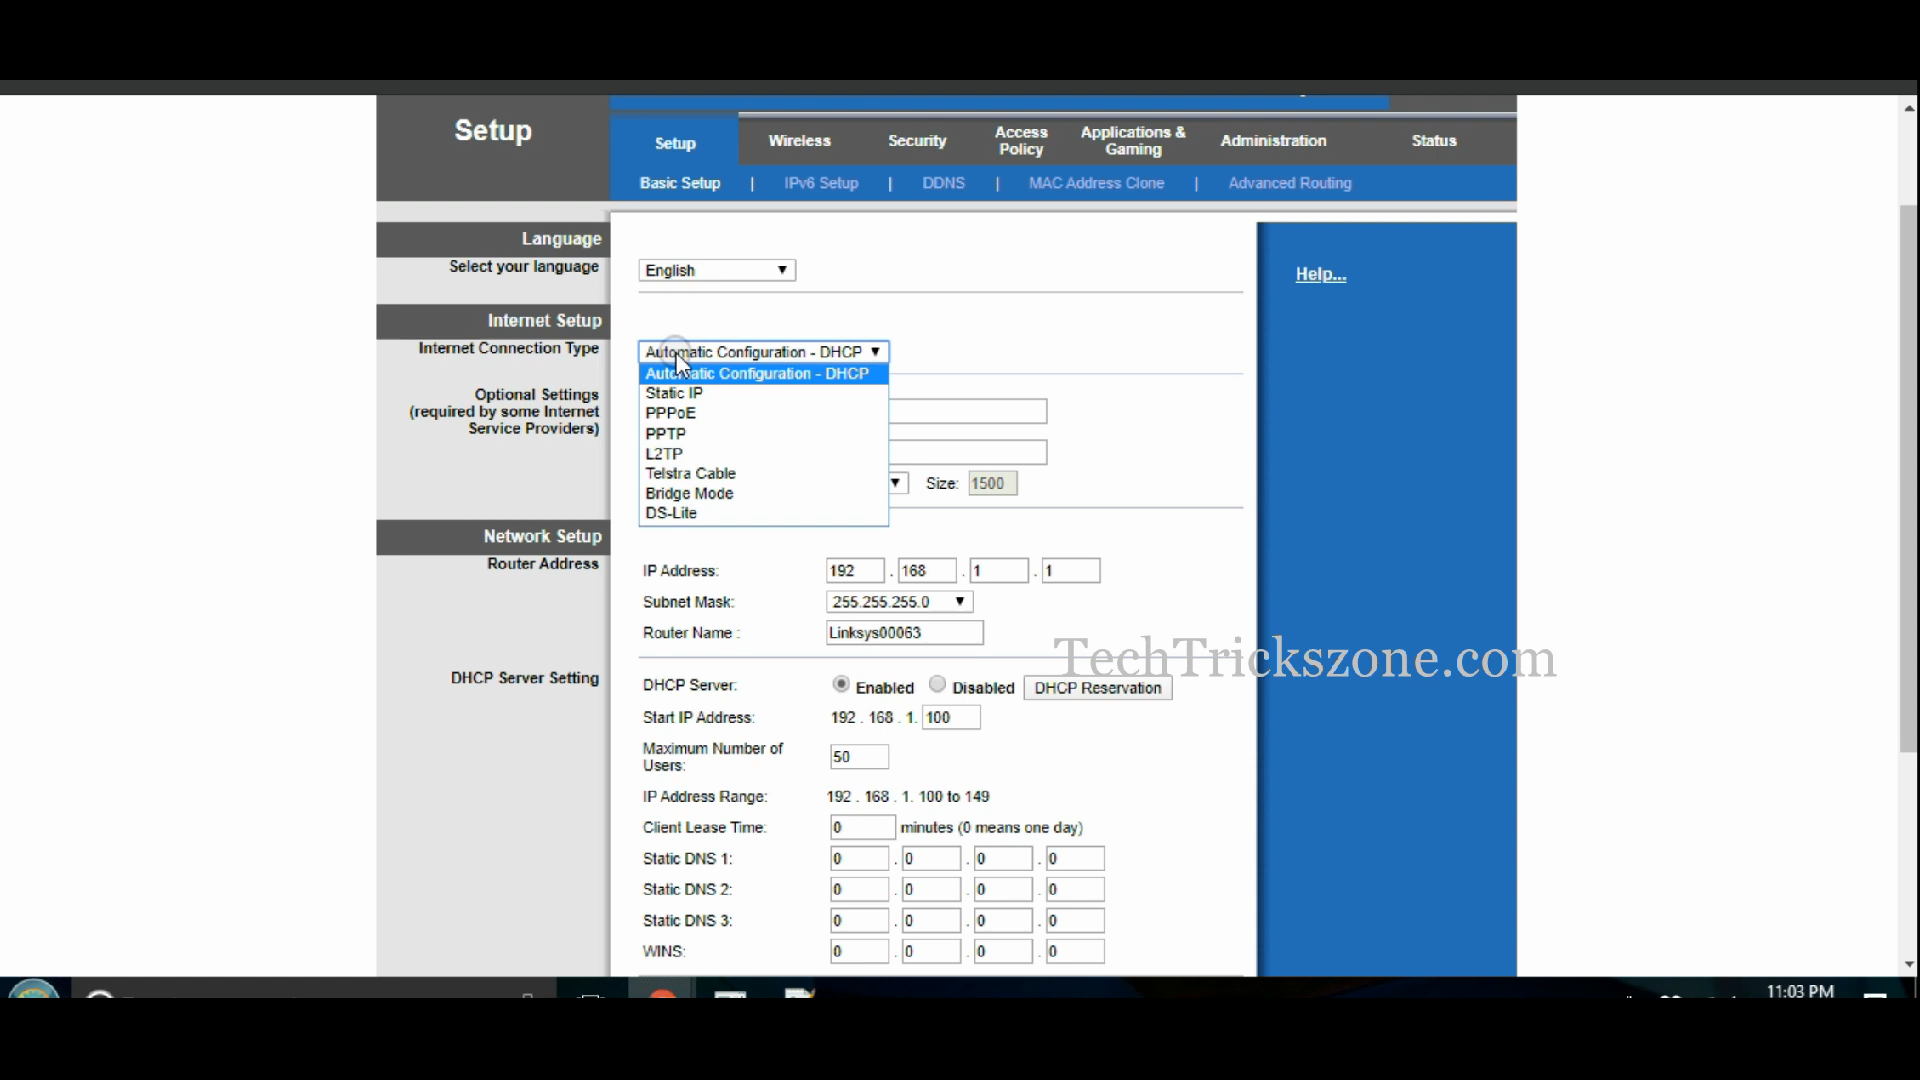 Setup
Setup
Wireless
Security
Access
Policy
Applications &
Gaming
Administration
Status
Basic Setup | IPv6 Setup | DDNS | MAC Address Clone | Advanced Routing
Language
Select your language
English
Help...
Internet Setup
Internet Connection Type
Automatic Configuration - DHCP
Automatic Configuration - DHCP
Static IP
PPPoE
PPTP
L2TP
Telstra Cable
Bridge Mode
DS-Lite
Optional Settings
(required by some Internet
Service Providers)
Size: 1500
Network Setup
Router Address
IP Address: 192 . 168 . 1 . 1
Subnet Mask: 255.255.255.0
Router Name : Linksys00063
TechTrickszone.com
DHCP Server Setting
DHCP Server: Enabled Disabled DHCP Reservation
Start IP Address: 192 . 168 . 1. 100
Maximum Number of
Users: 50
IP Address Range: 192 . 168 . 1. 100 to 149
Client Lease Time: 0 minutes (0 means one day)
Static DNS 1: 0 . 0 . 0 . 0
Static DNS 2: 0 . 0 . 0 . 0
Static DNS 3: 0 . 0 . 0 . 0
WINS: 0 . 0 . 0 . 0
11:03 PM